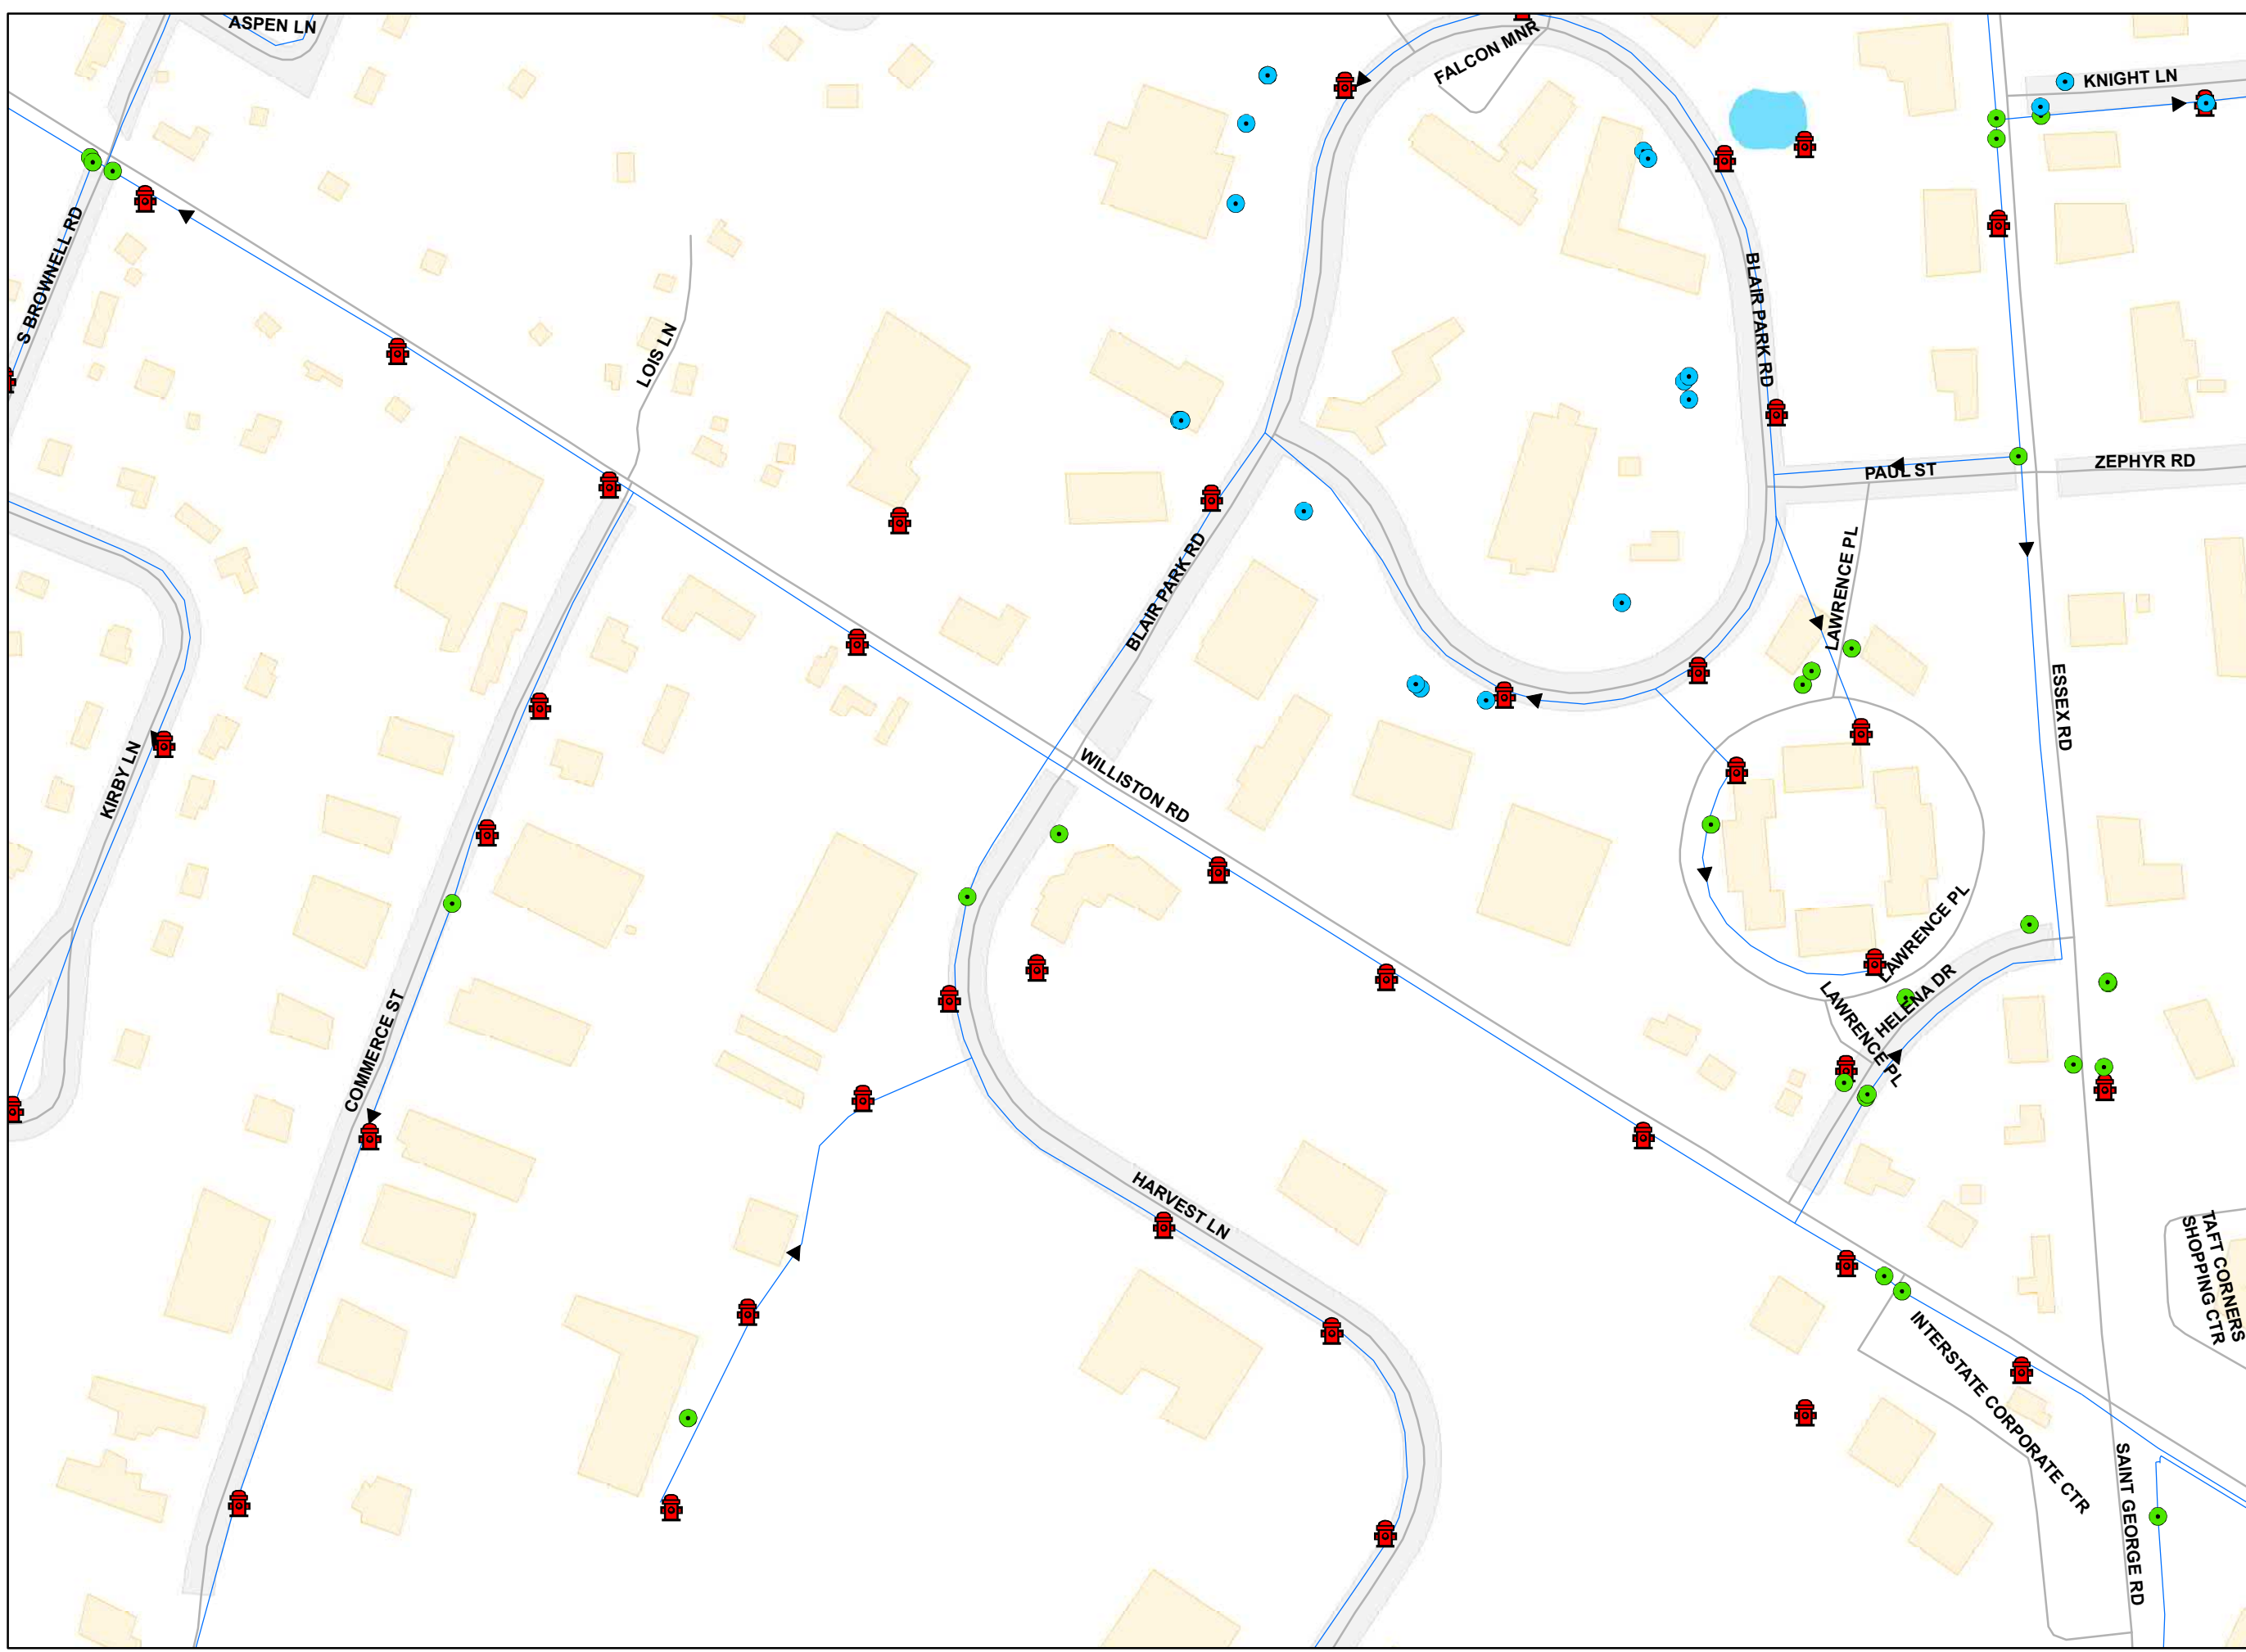 ASPEN LN
FALCON MNR
KNIGHT LN
S BROWNELL RD
LOIS LN
BLAIR PARK RD
PAUL ST
ZEPHYR RD
BLAIR PARK RD
LAWRENCE PL
ESSEX RD
KIRBY LN
WILLISTON RD
LAWRENCE PL
HELENA DR
LAWRENCE PL
COMMERCE ST
HARVEST LN
TAFT CORNERS
SHOPPING CTR
INTERSTATE CORPORATE CTR
SAINT GEORGE RD